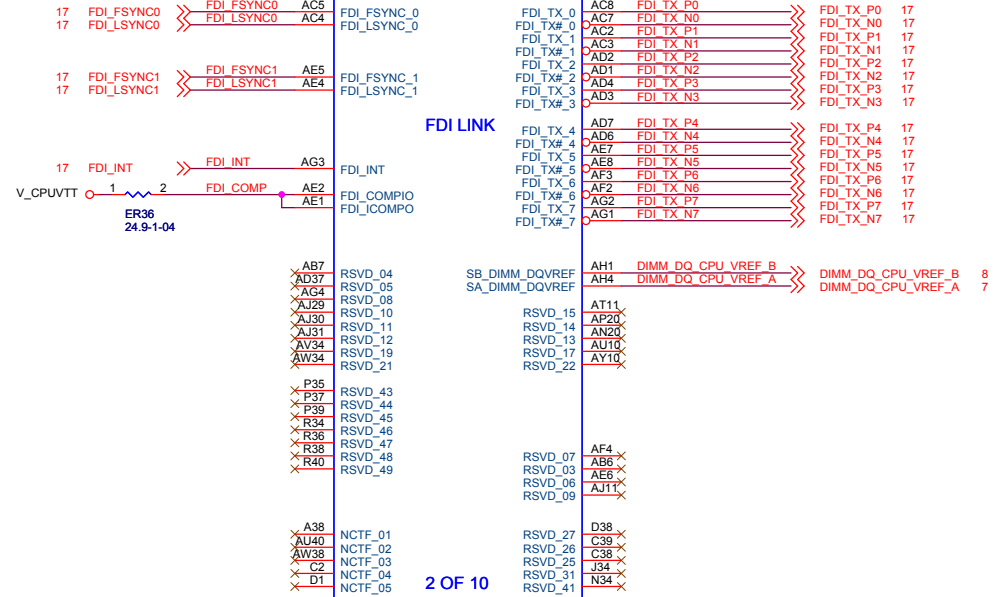 17 FDI_FSYNC0 FDI_FSYNC0 AC5 FDI_FSYNC_0
17 FDI_LSYNC0 FDI_LSYNC0 AC4 FDI_LSYNC_0
17 FDI_FSYNC1 FDI_FSYNC1 AE5 FDI_FSYNC_1
17 FDI_LSYNC1 FDI_LSYNC1 AE4 FDI_LSYNC_1
17 FDI_INT FDI_INT AG3 FDI_INT
V_CPUVTT 1 2 FDI_COMP AE2 FDI_COMPIO
AE1 FDI_ICOMPO
ER36
24.9-1-04
FDI LINK
FDI_TX_0 AC8 FDI_TX_P0 FDI_TX_P0 17
FDI_TX#_0 AC7 FDI_TX_N0 FDI_TX_N0 17
FDI_TX_1 AC2 FDI_TX_P1 FDI_TX_P1 17
FDI_TX#_1 AC3 FDI_TX_N1 FDI_TX_N1 17
FDI_TX_2 AD2 FDI_TX_P2 FDI_TX_P2 17
FDI_TX#_2 AD1 FDI_TX_N2 FDI_TX_N2 17
FDI_TX_3 AD4 FDI_TX_P3 FDI_TX_P3 17
FDI_TX#_3 AD3 FDI_TX_N3 FDI_TX_N3 17
FDI_TX_4 AD7 FDI_TX_P4 FDI_TX_P4 17
FDI_TX#_4 AD6 FDI_TX_N4 FDI_TX_N4 17
FDI_TX_5 AE7 FDI_TX_P5 FDI_TX_P5 17
FDI_TX#_5 AE8 FDI_TX_N5 FDI_TX_N5 17
FDI_TX_6 AF3 FDI_TX_P6 FDI_TX_P6 17
FDI_TX#_6 AF2 FDI_TX_N6 FDI_TX_N6 17
FDI_TX_7 AG2 FDI_TX_P7 FDI_TX_P7 17
FDI_TX#_7 AG1 FDI_TX_N7 FDI_TX_N7 17
AB7 RSVD_04
AD37 RSVD_05
AG4 RSVD_08
AJ29 RSVD_10
AJ30 RSVD_11
AJ31 RSVD_12
AV34 RSVD_19
AW34 RSVD_21
P35 RSVD_43
P37 RSVD_44
P39 RSVD_45
R34 RSVD_46
R36 RSVD_47
R38 RSVD_48
R40 RSVD_49
A38 NCTF_01
AU40 NCTF_02
AW38 NCTF_03
C2 NCTF_04
D1 NCTF_05
SB_DIMM_DQVREF AH1 DIMM_DQ_CPU_VREF_B DIMM_DQ_CPU_VREF_B 8
SA_DIMM_DQVREF AH4 DIMM_DQ_CPU_VREF_A DIMM_DQ_CPU_VREF_A 7
RSVD_15 AT11
RSVD_14 AP20
RSVD_13 AN20
RSVD_17 AU10
RSVD_22 AY10
RSVD_07 AF4
RSVD_03 AB6
RSVD_06 AE6
RSVD_09 AJ11
RSVD_27 D38
RSVD_26 C39
RSVD_25 C38
RSVD_31 J34
RSVD_41 N34
2 OF 10